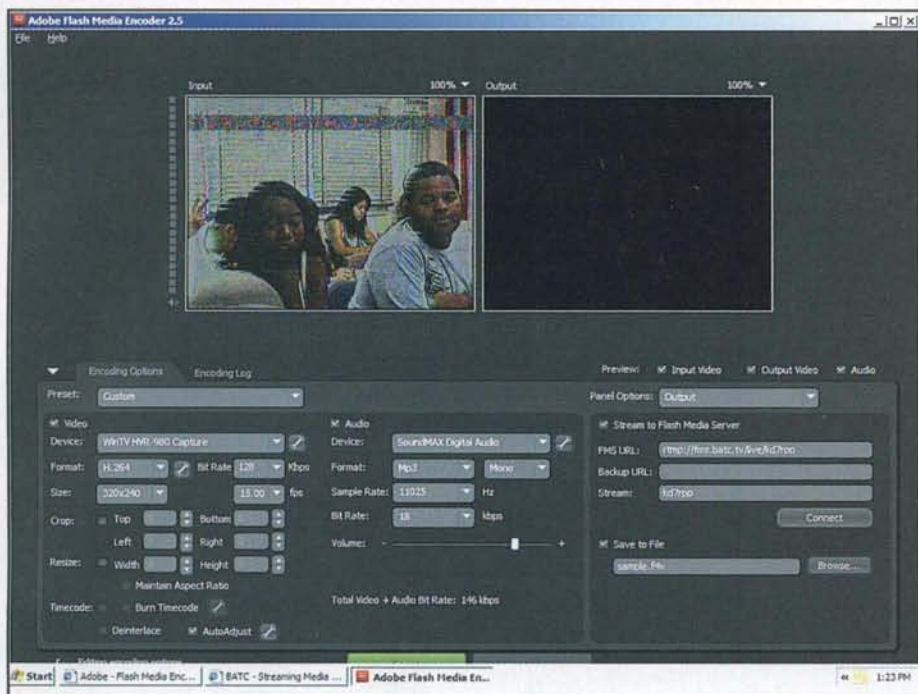 Adobe Flash Media Encoder 2.5
File Help
Input 100% Output 100%
Encoding Options Encoding Log
Preview: Input Video Output Video Audio
Preset: Custom
Panel Options: Output
Video
Device: WinTV HVR-980 Capture
Format: H.264 Bit Rate 128 Kbps
Size: 320x240 15.00 fps
Crop: Top Bottom
Left Right
Resize: Width Height
Maintain Aspect Ratio
Timecode: Burn Timecode
Deinterlace AutoAdjust
Audio
Device: SoundMAX Digital Audio
Format: Mp3 Mono
Sample Rate: 11025 Hz
Bit Rate: 18 kbps
Volume: - +
Total Video + Audio Bit Rate: 146 kbps
Stream to Flash Media Server
FMS URL: rtmp://fms.batc.tv/live/kd7rpo
Backup URL:
Stream: kd7rpo
Connect
Save to File
sample.f4v Browse...
Start Adobe - Flash Media Enc... BATC - Streaming Media ... Adobe Flash Media En... 1:23 PM